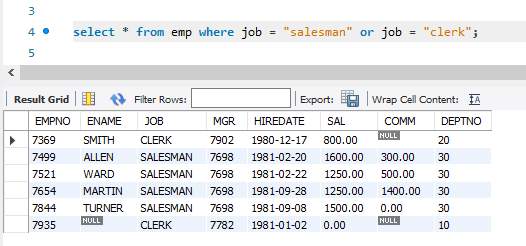 3
4 select * from emp where job = "salesman" or job = "clerk";
5
Result Grid Filter Rows: Export: Wrap Cell Content: IA
EMPNO ENAME JOB MGR HIREDATE SAL COMM DEPTNO
7369 SMITH CLERK 7902 1980-12-17 800.00 NULL 20
7499 ALLEN SALESMAN 7698 1981-02-20 1600.00 300.00 30
7521 WARD SALESMAN 7698 1981-02-22 1250.00 500.00 30
7654 MARTIN SALESMAN 7698 1981-09-28 1250.00 1400.00 30
7844 TURNER SALESMAN 7698 1981-09-08 1500.00 0.00 30
7935 NULL CLERK 7782 1981-01-02 0.00 NULL 10